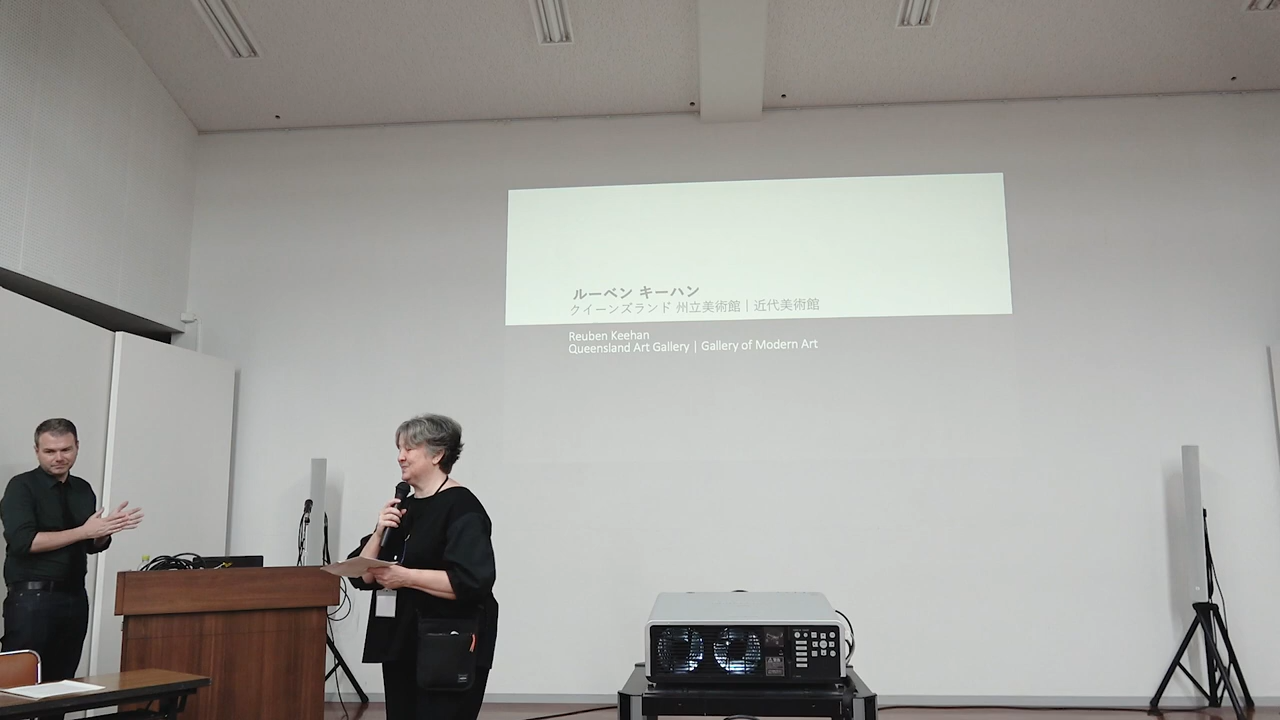 ルーベン キーハン
クイーンズランド 州立美術館｜近代美術館
Reuben Keehan
Queensland Art Gallery | Gallery of Modern Art